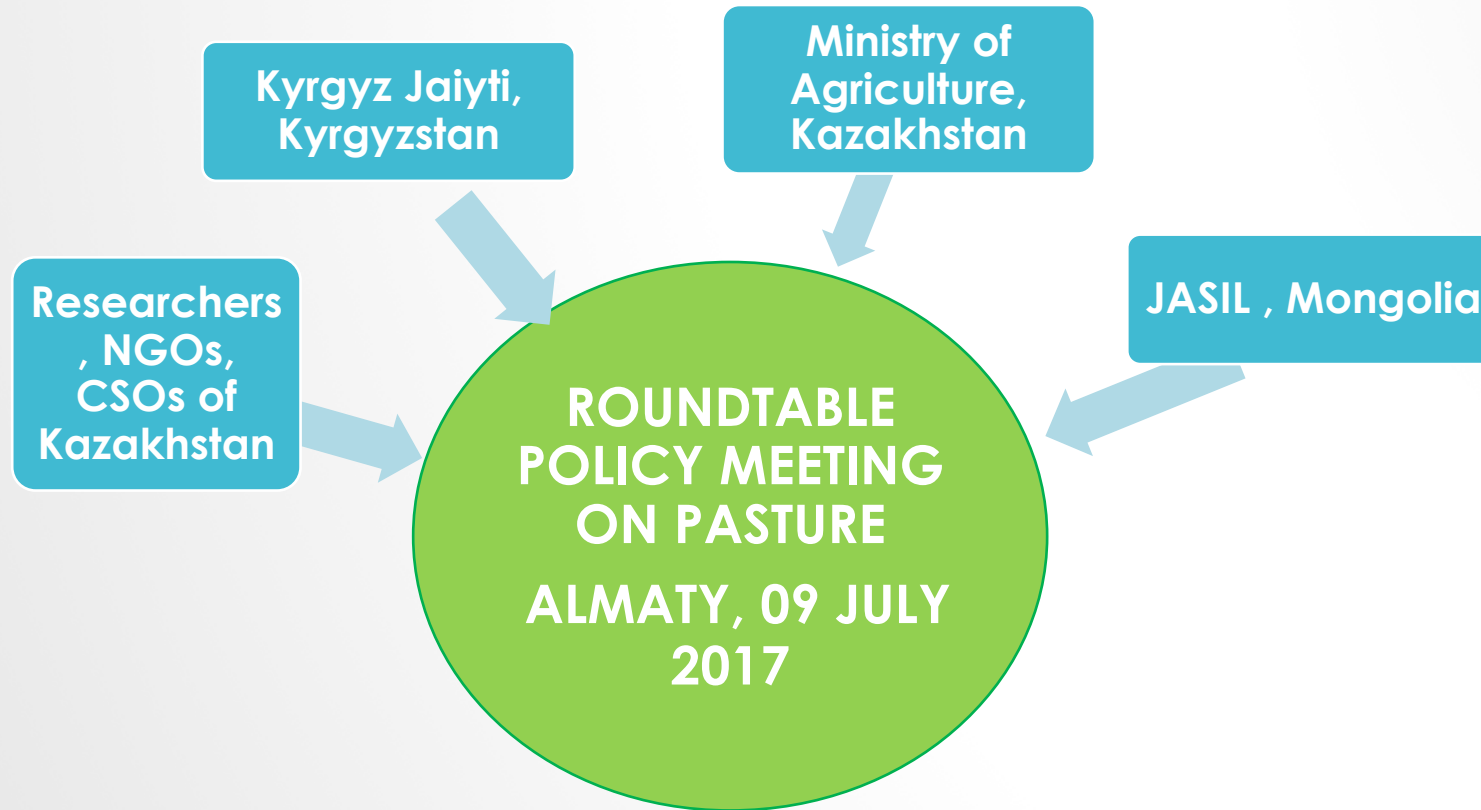 Kyrgyz Jaiyti,
Kyrgyzstan
Ministry of
Agriculture,
Kazakhstan
Researchers
, NGOs,
CSOs of
Kazakhstan
JASIL , Mongolia
ROUNDTABLE
POLICY MEETING
ON PASTURE
ALMATY, 09 JULY
2017